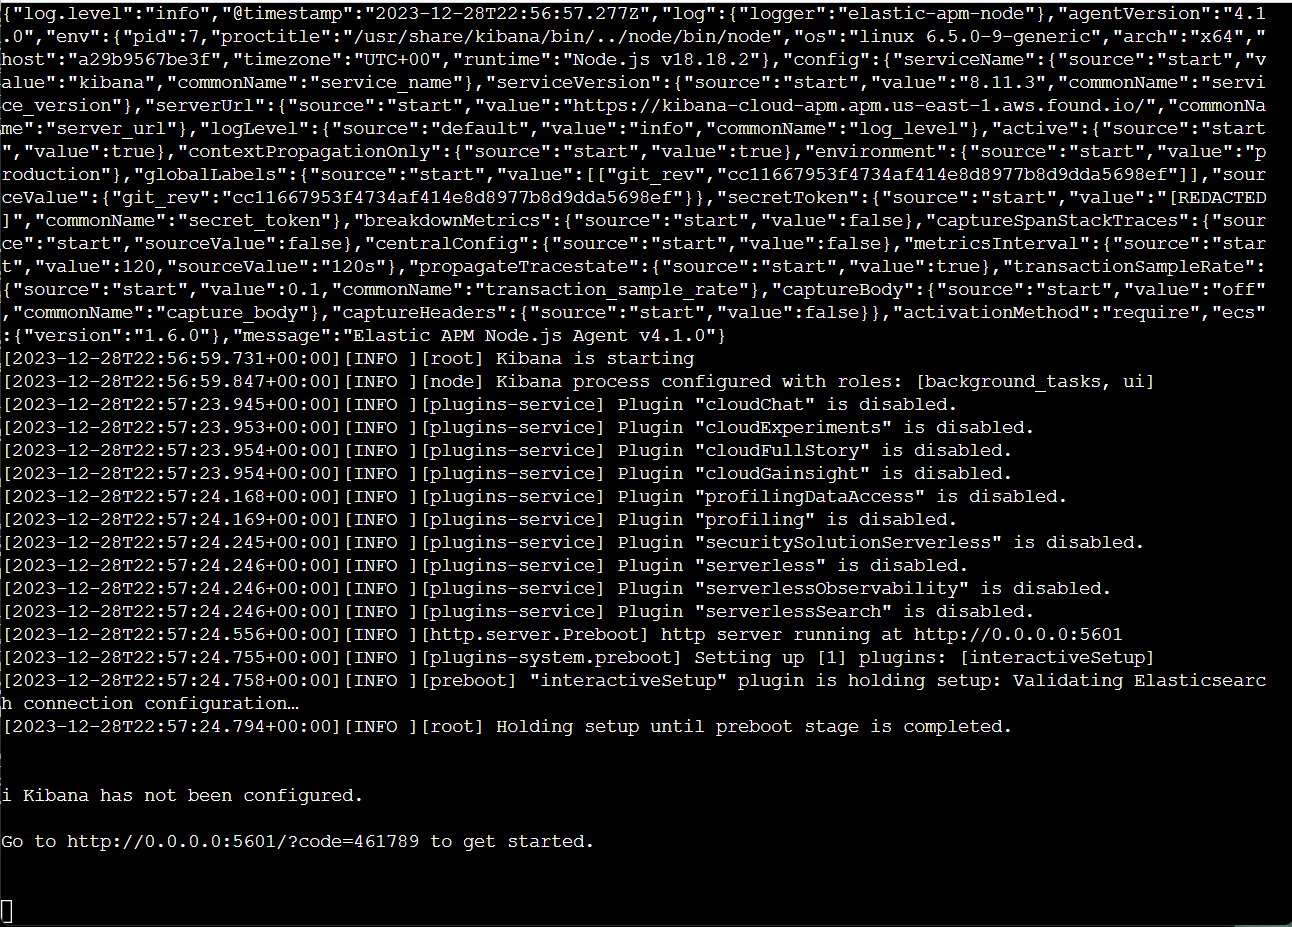 {"log.level":"info","@timestamp":"2023-12-28T22:56:57.277Z","log":{"logger":"elastic-apm-node"},"agentVersion":"4.1
.0","env":{"pid":7,"proctitle":"/usr/share/kibana/bin/../node/bin/node","os":"linux 6.5.0-9-generic","arch":"x64","
host":"a29b9567be3f","timezone":"UTC+00","runtime":"Node.js v18.18.2"},"config":{"serviceName":{"source":"start","v
alue":"kibana","commonName":"service_name"},"serviceVersion":{"source":"start","value":"8.11.3","commonName":"servi
ce_version"},"serverUrl":{"source":"start","value":"https://kibana-cloud-apm.apm.us-east-1.aws.found.io/","commonNa
me":"server_url"},"logLevel":{"source":"default","value":"info","commonName":"log_level"},"active":{"source":"start
","value":true},"contextPropagationOnly":{"source":"start","value":true},"environment":{"source":"start","value":"p
roduction"},"globalLabels":{"source":"start","value":[["git_rev","cc11667953f4734af414e8d8977b8d9dda5698ef"]],"sour
ceValue":{"git_rev":"cc11667953f4734af414e8d8977b8d9dda5698ef"}},"secretToken":{"source":"start","value":"[REDACTED
]","commonName":"secret_token"},"breakdownMetrics":{"source":"start","value":false},"captureSpanStackTraces":{"sour
ce":"start","sourceValue":false},"centralConfig":{"source":"start","value":false},"metricsInterval":{"source":"star
t","value":120,"sourceValue":"120s"},"propagateTracestate":{"source":"start","value":true},"transactionSampleRate":
{"source":"start","value":0.1,"commonName":"transaction_sample_rate"},"captureBody":{"source":"start","value":"off"
,"commonName":"capture_body"},"captureHeaders":{"source":"start","value":false}},"activationMethod":"require","ecs"
:{"version":"1.6.0"},"message":"Elastic APM Node.js Agent v4.1.0"}
[2023-12-28T22:56:59.731+00:00][INFO ][root] Kibana is starting
[2023-12-28T22:56:59.847+00:00][INFO ][node] Kibana process configured with roles: [background_tasks, ui]
[2023-12-28T22:57:23.945+00:00][INFO ][plugins-service] Plugin "cloudChat" is disabled.
[2023-12-28T22:57:23.953+00:00][INFO ][plugins-service] Plugin "cloudExperiments" is disabled.
[2023-12-28T22:57:23.954+00:00][INFO ][plugins-service] Plugin "cloudFullStory" is disabled.
[2023-12-28T22:57:23.954+00:00][INFO ][plugins-service] Plugin "cloudGainsight" is disabled.
[2023-12-28T22:57:24.168+00:00][INFO ][plugins-service] Plugin "profilingDataAccess" is disabled.
[2023-12-28T22:57:24.169+00:00][INFO ][plugins-service] Plugin "profiling" is disabled.
[2023-12-28T22:57:24.245+00:00][INFO ][plugins-service] Plugin "securitySolutionServerless" is disabled.
[2023-12-28T22:57:24.246+00:00][INFO ][plugins-service] Plugin "serverless" is disabled.
[2023-12-28T22:57:24.246+00:00][INFO ][plugins-service] Plugin "serverlessObservability" is disabled.
[2023-12-28T22:57:24.246+00:00][INFO ][plugins-service] Plugin "serverlessSearch" is disabled.
[2023-12-28T22:57:24.556+00:00][INFO ][http.server.Preboot] http server running at http://0.0.0.0:5601
[2023-12-28T22:57:24.755+00:00][INFO ][plugins-system.preboot] Setting up [1] plugins: [interactiveSetup]
[2023-12-28T22:57:24.758+00:00][INFO ][preboot] "interactiveSetup" plugin is holding setup: Validating Elasticsearc
h connection configuration…
[2023-12-28T22:57:24.794+00:00][INFO ][root] Holding setup until preboot stage is completed.
i Kibana has not been configured.
Go to http://0.0.0.0:5601/?code=461789 to get started.